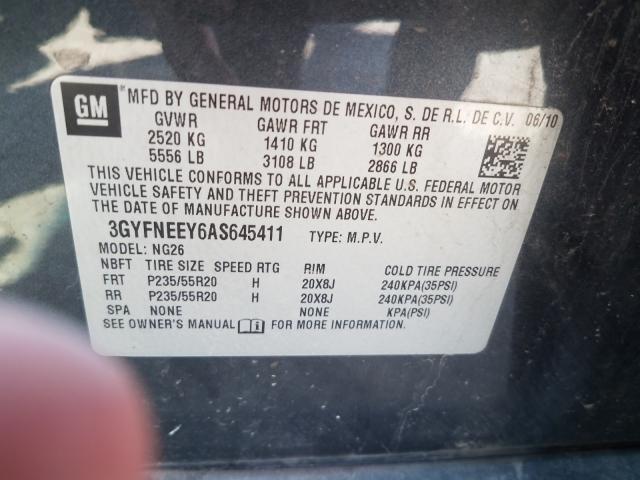 GM
MFD BY GENERAL MOTORS DE MEXICO, S. DE R.L. DE C.V. 06/10
GVWR GAWR FRT GAWR RR
2520 KG 1410 KG 1300 KG
5556 LB 3108 LB 2866 LB
THIS VEHICLE CONFORMS TO ALL APPLICABLE U.S. FEDERAL MOTOR
VEHICLE SAFETY AND THEFT PREVENTION STANDARDS IN EFFECT ON
THE DATE OF MANUFACTURE SHOWN ABOVE.
3GYFNEEY6AS645411 TYPE: M.P.V.
MODEL: NG26
NBFT TIRE SIZE SPEED RTG RIM COLD TIRE PRESSURE
FRT P235/55R20 H 20X8J 240KPA(35PSI)
RR P235/55R20 H 20X8J 240KPA(35PSI)
SPA NONE NONE KPA(PSI)
SEE OWNER'S MANUAL FOR MORE INFORMATION.